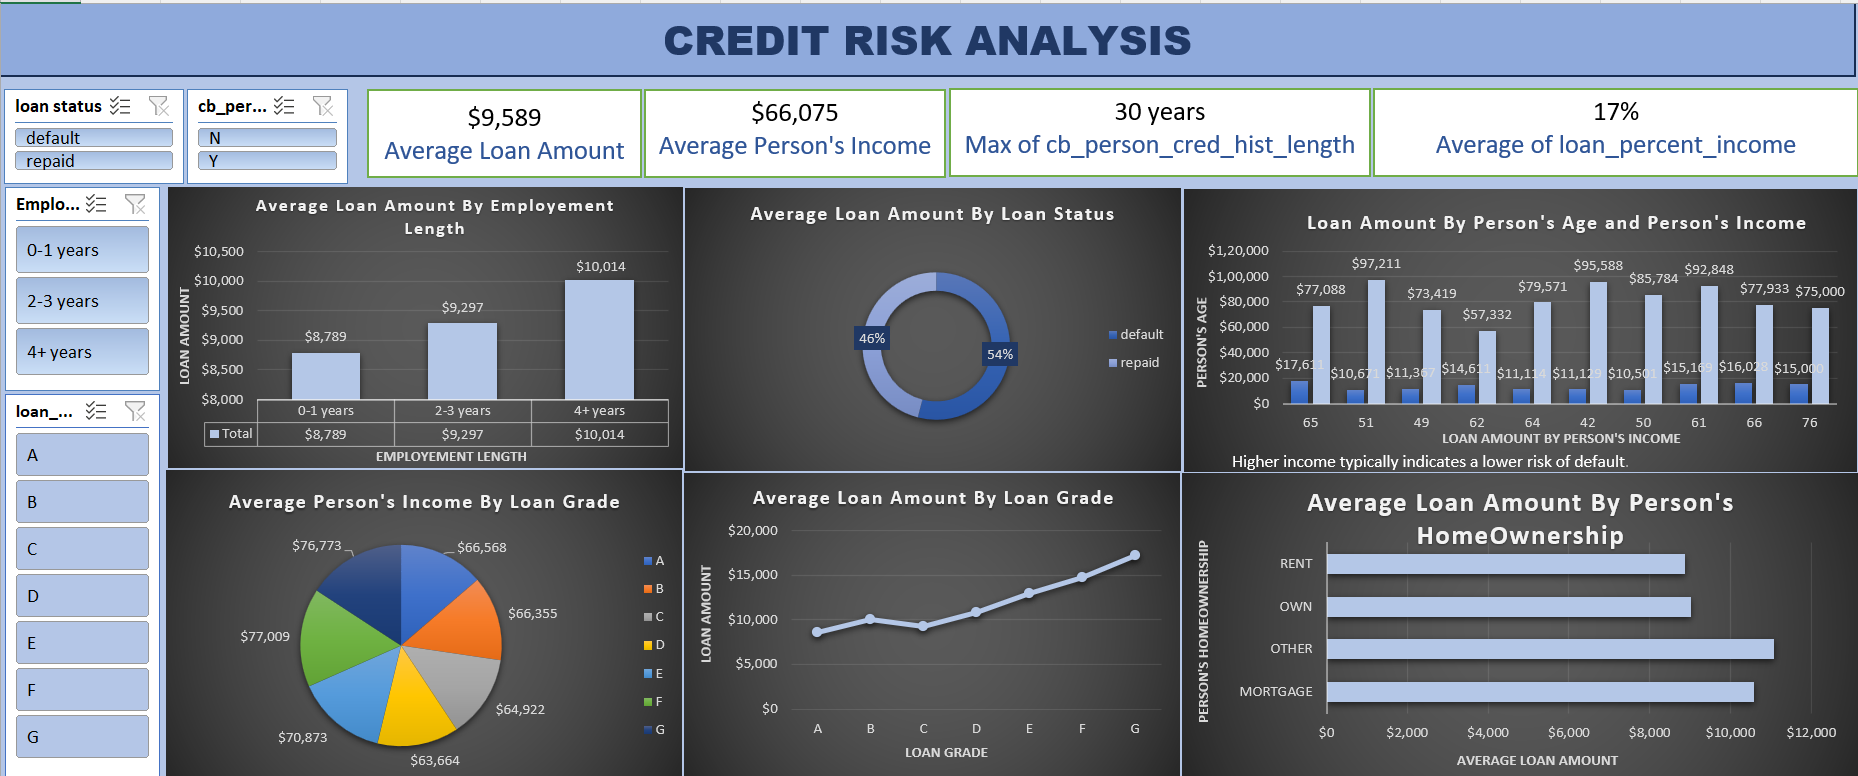 CREDIT RISK ANALYSIS
loan status
default
repaid
cb_per...
N
Y
$9,589
Average Loan Amount
$66,075
Average Person's Income
30 years
Max of cb_person_cred_hist_length
17%
Average of loan_percent_income
Emplo...
0-1 years
2-3 years
4+ years
loan_...
A
B
C
D
E
F
G
Average Loan Amount By Employement
Length
LOAN AMOUNT
$10,500
$10,000
$9,500
$9,000
$8,500
$8,000
$8,789
$9,297
$10,014
0-1 years 2-3 years 4+ years
Total $8,789 $9,297 $10,014
EMPLOYEMENT LENGTH
Average Loan Amount By Loan Status
46%
54%
default
repaid
Loan Amount By Person's Age and Person's Income
PERSON'S AGE
$1,20,000
$1,00,000
$80,000
$60,000
$40,000
$20,000
$0
$77,088 $97,211 $73,419 $57,332 $79,571 $95,588 $85,784 $92,848 $77,933 $75,000
$17,611 $10,671 $11,367 $14,611 $11,114 $11,129 $10,501 $15,169 $16,028 $15,000
65 51 49 62 64 42 50 61 66 76
LOAN AMOUNT BY PERSON'S INCOME
Higher income typically indicates a lower risk of default.
Average Person's Income By Loan Grade
$76,773
$66,568
$66,355
$77,009
$64,922
$70,873
$63,664
A
B
C
D
E
F
G
Average Loan Amount By Loan Grade
LOAN AMOUNT
$20,000
$15,000
$10,000
$5,000
$0
A B C D E F G
LOAN GRADE
Average Loan Amount By Person's
HomeOwnership
PERSON'S HOMEOWNERSHIP
RENT
OWN
OTHER
MORTGAGE
$0 $2,000 $4,000 $6,000 $8,000 $10,000 $12,000
AVERAGE LOAN AMOUNT